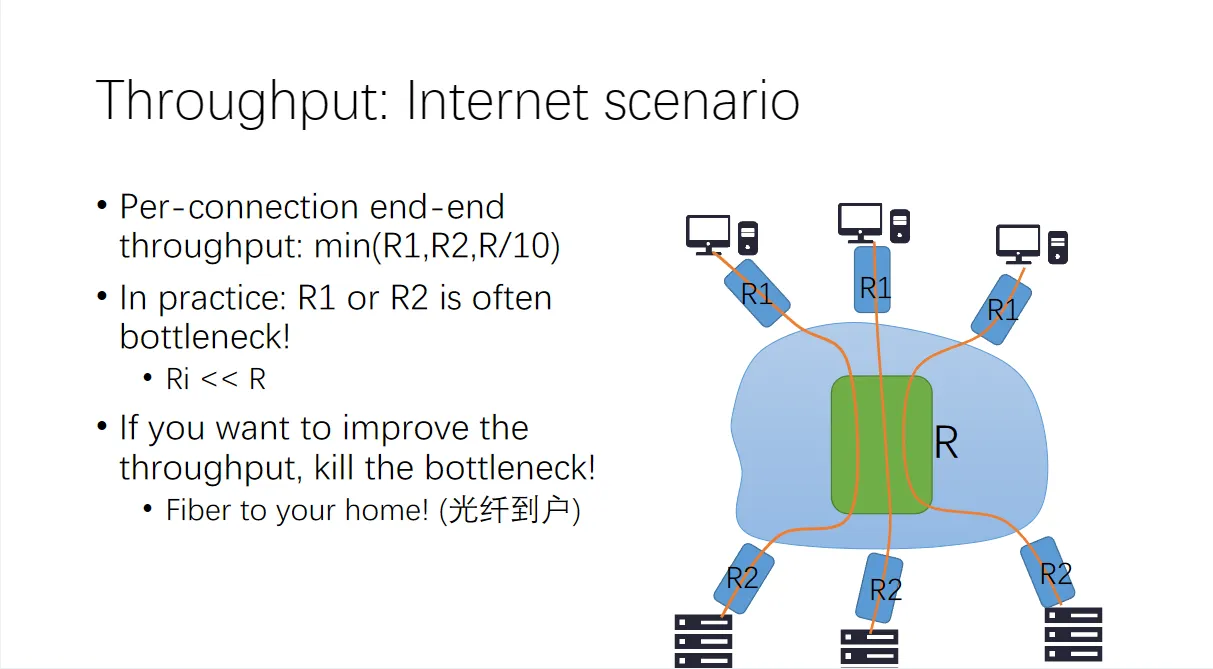 Throughput: Internet scenario
• Per-connection end-end
throughput: min(R1,R2,R/10)
• In practice: R1 or R2 is often
bottleneck!
• Ri << R
• If you want to improve the
throughput, kill the bottleneck!
• Fiber to your home! (光纤到户)
R1
R1
R1
R
R2
R2
R2